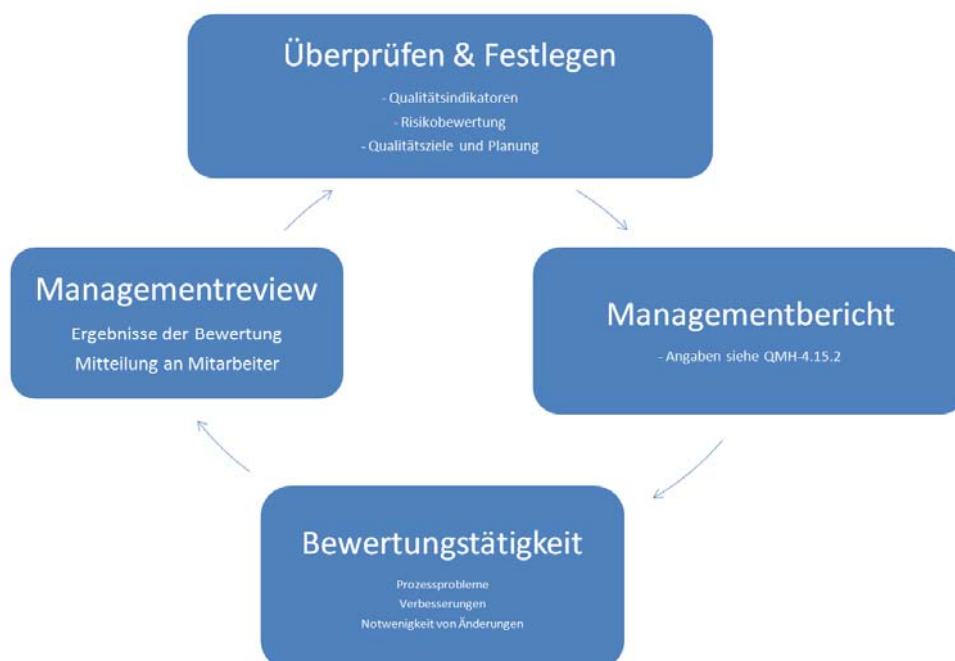 Überprüfen & Festlegen
- Qualitätsindikatoren
- Risikobewertung
- Qualitätsziele und Planung
Managementbericht
- Angaben siehe QMH-4.15.2
Bewertungstätigkeit
Prozessprobleme
Verbesserungen
Notwenigkeit von Änderungen
Managementreview
Ergebnisse der Bewertung
Mitteilung an Mitarbeiter